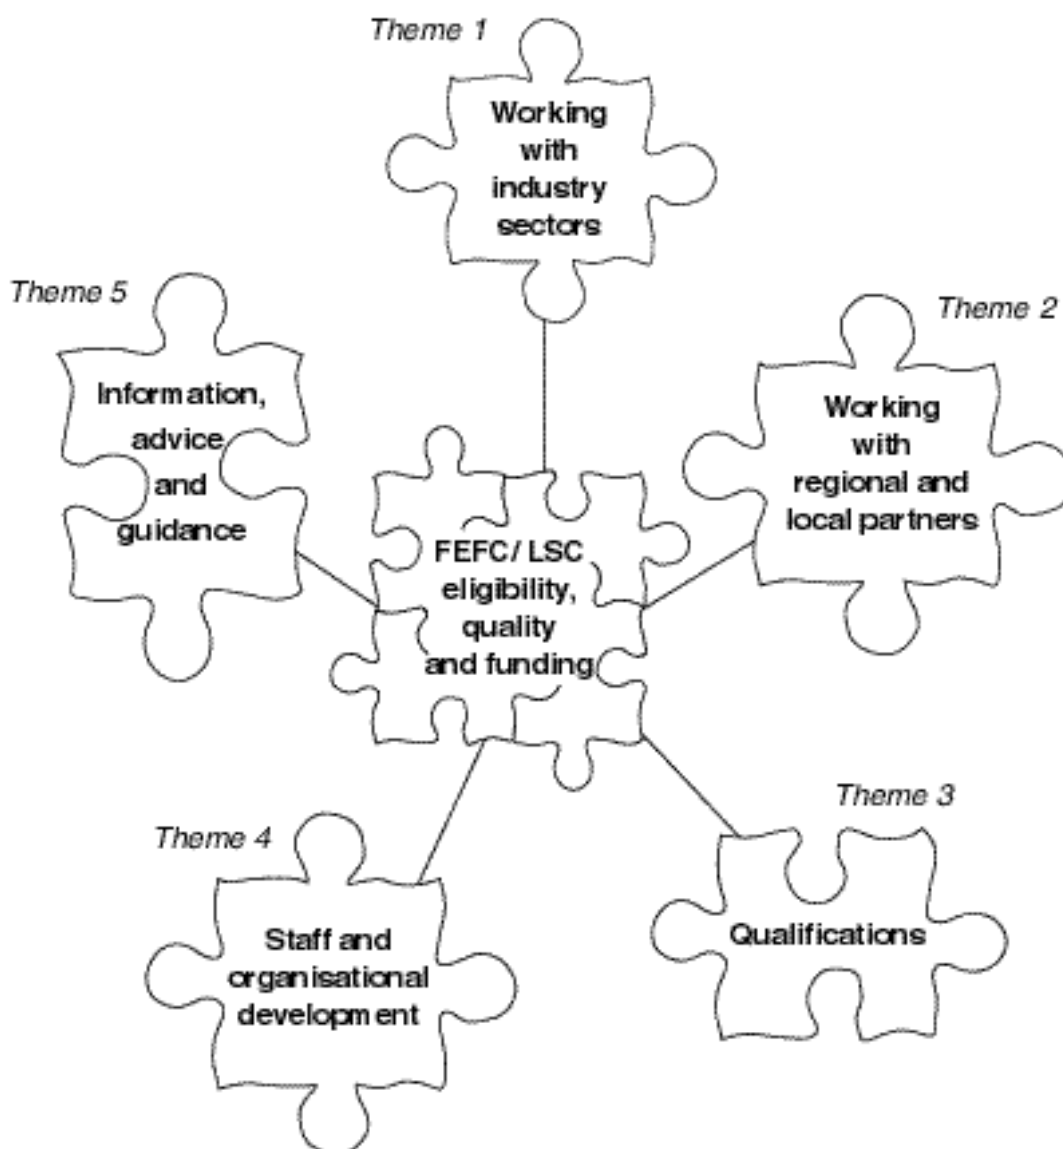 Theme 1
Working
with
industry
sectors
Theme 5
Information,
advice
and
guidance
Theme 2
Working
with
regional and
local partners
FEFC/ LSC
eligibility,
quality
and funding
Theme 4
Staff and
organisational
development
Theme 3
Qualifications